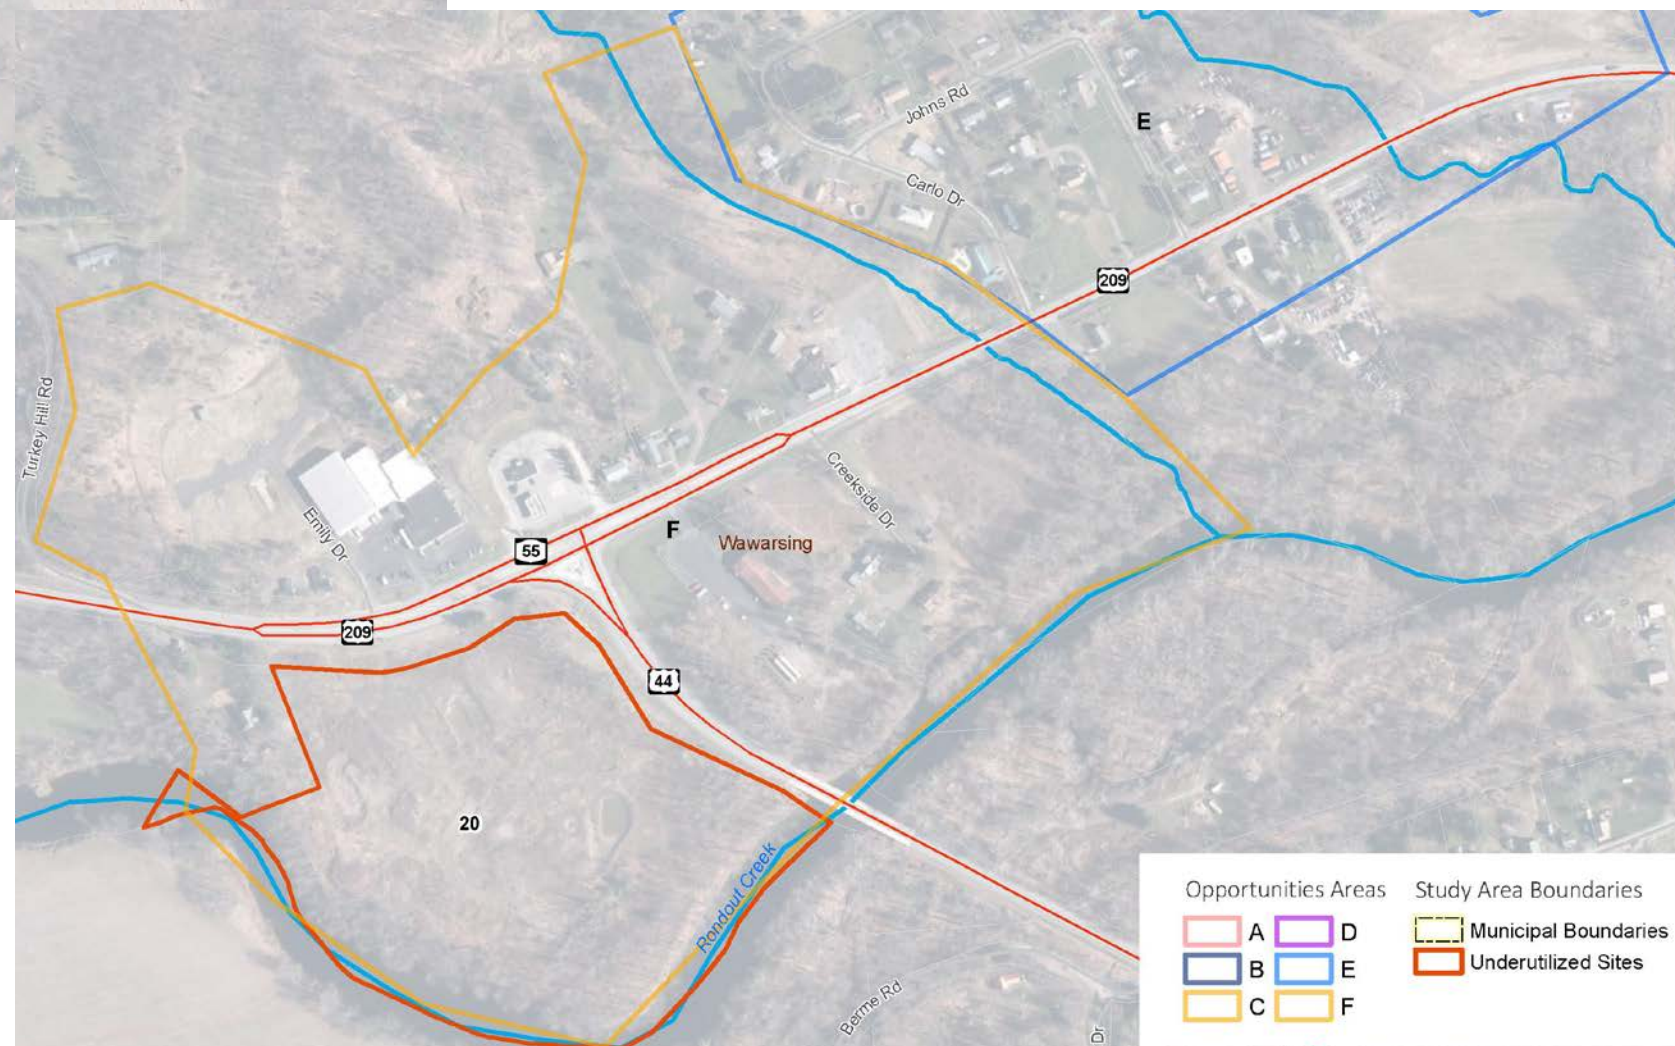 Johns Rd
E
Carlo Dr
209
Turkey Hill Rd
Creekside Dr
Emily Dr
F
Wawarsing
55
209
44
20
Rondout Creek
Berme Rd
Dr
Opportunities Areas
A
D
B
E
C
F
Study Area Boundaries
Municipal Boundaries
Underutilized Sites